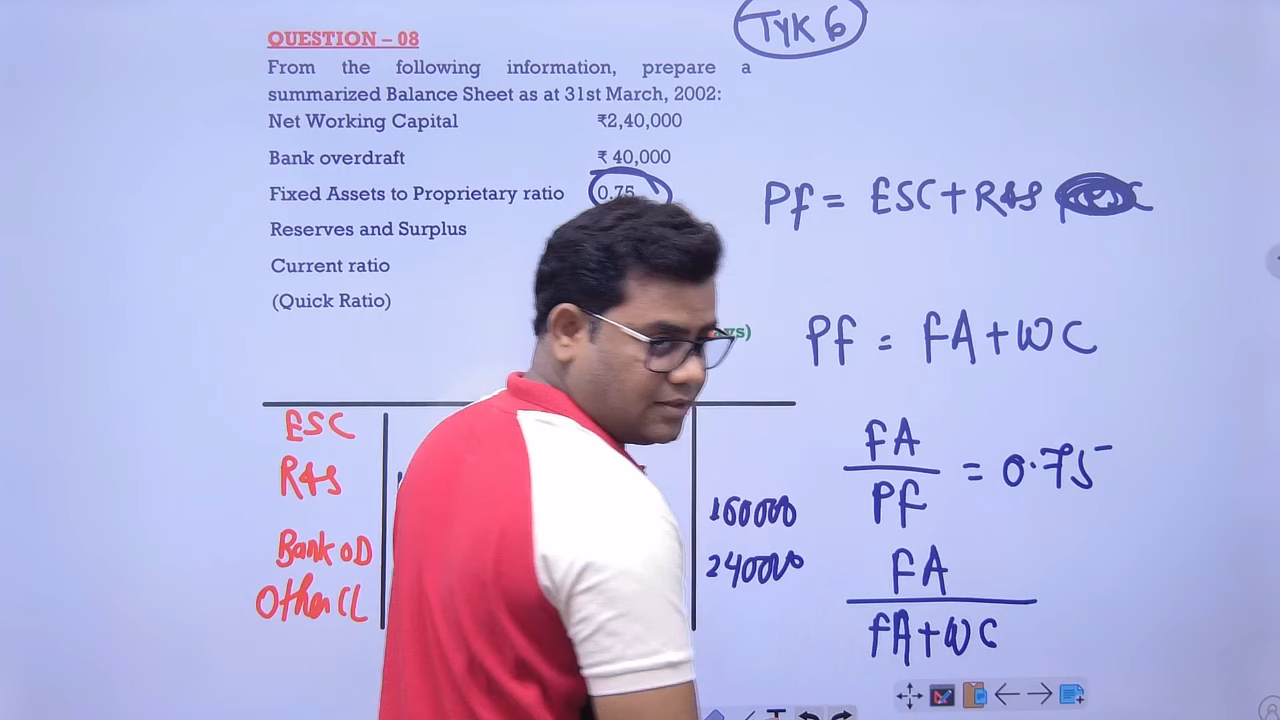 TYK 6
QUESTION – 08
From the following information, prepare a
summarized Balance Sheet as at 31st March, 2002:
Net Working Capital ₹2,40,000
Bank overdraft ₹ 40,000
Fixed Assets to Proprietary ratio 0.75
Reserves and Surplus
Current ratio
(Quick Ratio)
Pf = ESC + R&S
Pf = FA + WC
FA
Pf
= 0.75
FA
FA + WC
ESC
R&S
Bank OD
Other CL
160000
240000